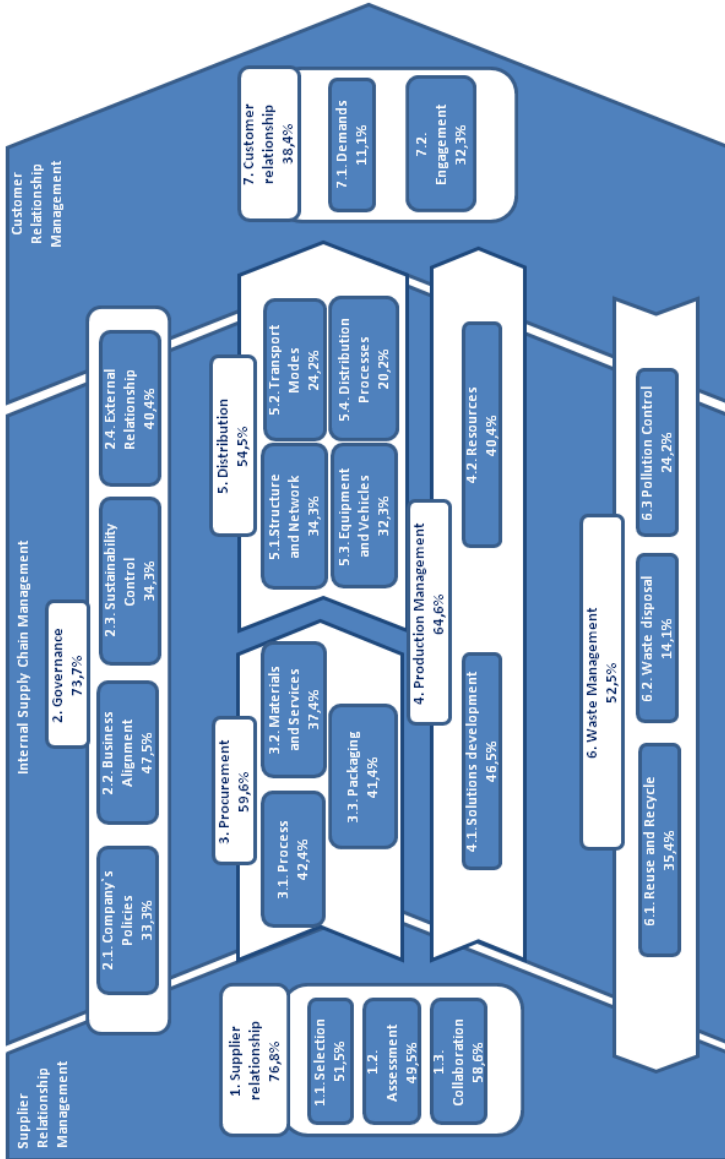 Supplier
Relationship
Management
Internal Supply Chain Management
Customer
Relationship
Management
1. Supplier
relationship
76,8%
1.1. Selection
51,5%
1.2.
Assessment
49,5%
1.3.
Collaboration
58,6%
2. Governance
73,7%
2.1. Company`s
Policies
33,3%
2.2. Business
Alignment
47,5%
2.3. Sustainability
Control
34,3%
2.4. External
Relationship
40,4%
3. Procurement
59,6%
3.1. Process
42,4%
3.2. Materials
and Services
37,4%
3.3. Packaging
41,4%
5. Distribution
54,5%
5.1.Structure
and Network
34,3%
5.2. Transport
Modes
24,2%
5.3. Equipment
and Vehicles
32,3%
5.4. Distribution
Processes
20,2%
4. Production Management
64,6%
4.1. Solutions development
46,5%
4.2. Resources
40,4%
6. Waste Management
52,5%
6.1. Reuse and Recycle
35,4%
6.2. Waste disposal
14,1%
6.3 Pollution Control
24,2%
7. Customer
relationship
38,4%
7.1. Demands
11,1%
7.2.
Engagement
32,3%